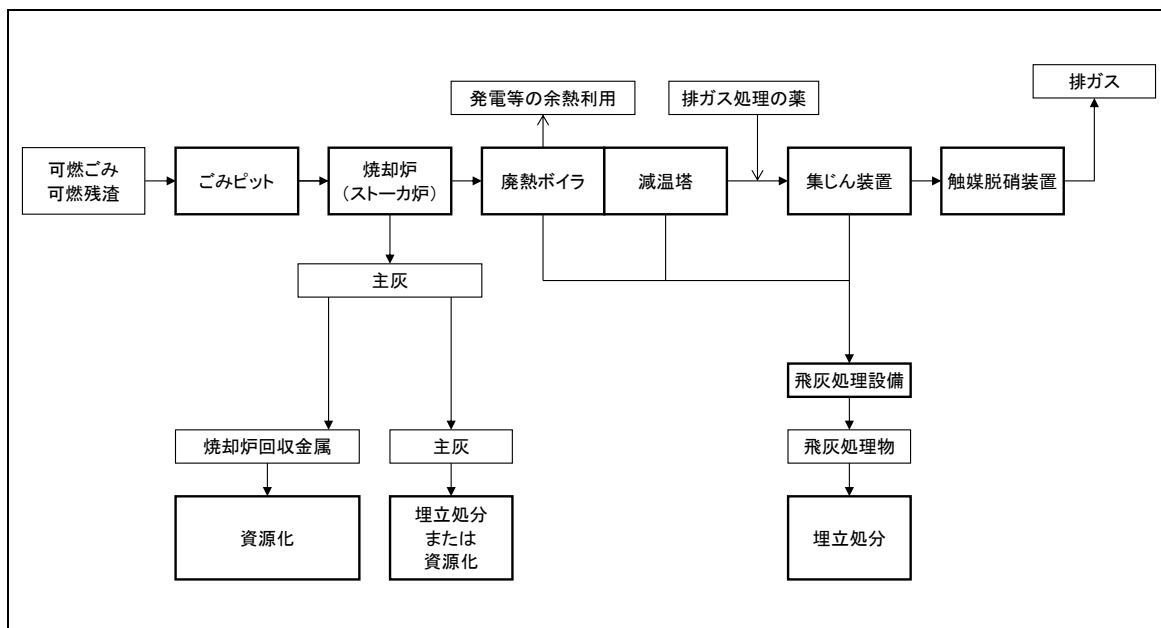 発電等の余熱利用
排ガス処理の薬
排ガス
可燃ごみ
可燃残渣
ごみピット
焼却炉
（ストーカ炉）
廃熱ボイラ
減温塔
集じん装置
触媒脱硝装置
主灰
飛灰処理設備
焼却炉回収金属
主灰
飛灰処理物
資源化
埋立処分
または
資源化
埋立処分